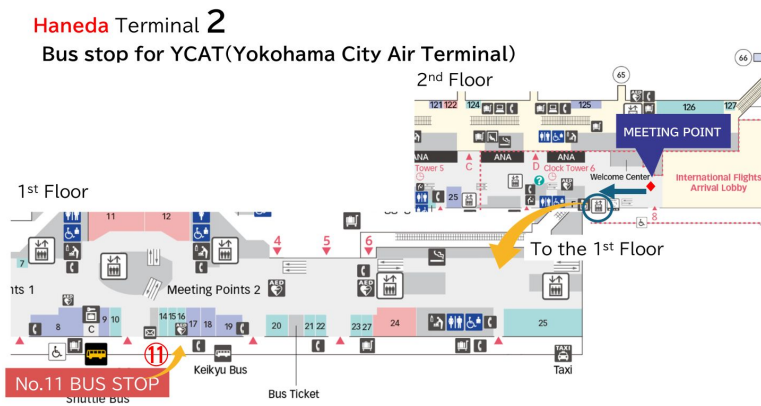 Haneda Terminal 2
Bus stop for YCAT(Yokohama City Air Terminal)
2nd Floor
65
66
121 122
124
125
126
127
MEETING POINT
ANA
ANA
ANA
Tower 5
C
D
Clock Tower 6
Welcome Center
International Flights
Arrival Lobby
25
8
1st Floor
To the 1st Floor
11
12
4
5
6
7
nts 1
Meeting Points 2
AED
AED
8
C
9
10
14
15
16
17
18
19
20
21
22
23
27
24
25
⑪
No.11 BUS STOP
Shuttle Bus
Keikyu Bus
Bus Ticket
TAXI
Taxi